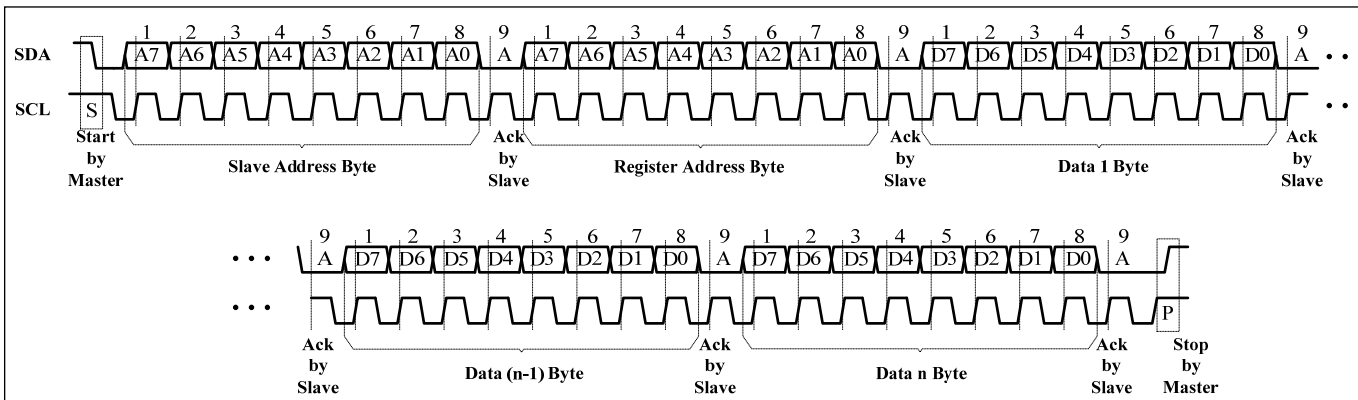 1 2 3 4 5 6 7 8 9 1 2 3 4 5 6 7 8 9 1 2 3 4 5 6 7 8 9
SDA A7 A6 A5 A4 A3 A2 A1 A0 A A7 A6 A5 A4 A3 A2 A1 A0 A D7 D6 D5 D4 D3 D2 D1 D0 A
SCL S
Start by Master
Slave Address Byte
Ack by Slave
Register Address Byte
Ack by Slave
Data 1 Byte
Ack by Slave
9 1 2 3 4 5 6 7 8 9 1 2 3 4 5 6 7 8 9
A D7 D6 D5 D4 D3 D2 D1 D0 A D7 D6 D5 D4 D3 D2 D1 D0 A
P
Ack by Slave
Data (n-1) Byte
Ack by Slave
Data n Byte
Ack by Slave
Stop by Master